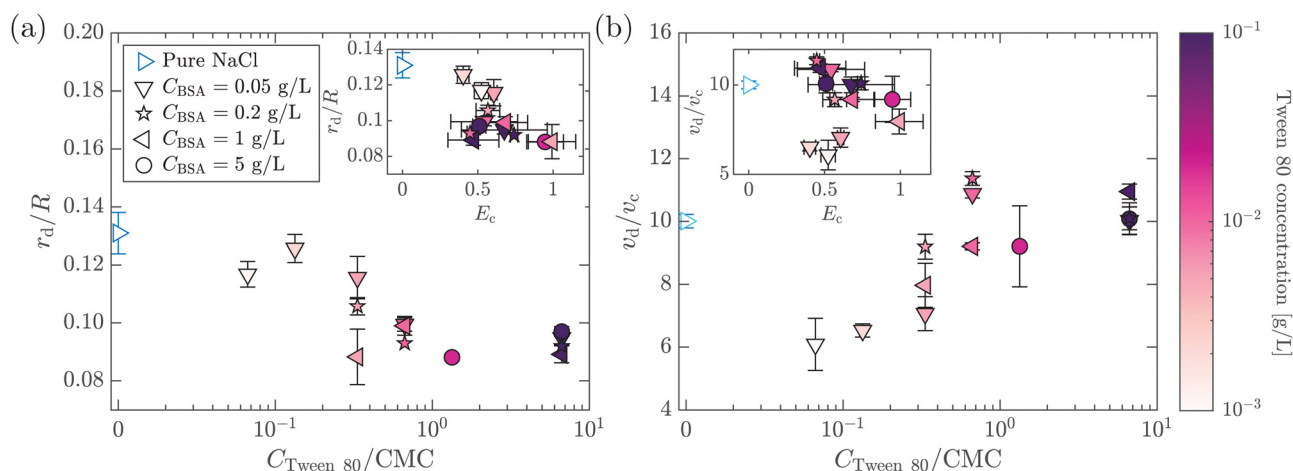 (a)
0.20
0.18
0.16
0.14
0.12
0.10
0.08
r_d/R
Pure NaCl
C_BSA = 0.05 g/L
C_BSA = 0.2 g/L
C_BSA = 1 g/L
C_BSA = 5 g/L
0.14
0.12
0.10
0.08
r_d/R
0 0.5 1
E_c
0 10^-1 10^0 10^1
C_Tween 80/CMC
(b)
16
14
12
10
8
6
4
v_d/v_c
10
5
v_d/v_c
0 0.5 1
E_c
0 10^-1 10^0 10^1
C_Tween 80/CMC
10^-1
10^-2
10^-3
Tween 80 concentration [g/L]